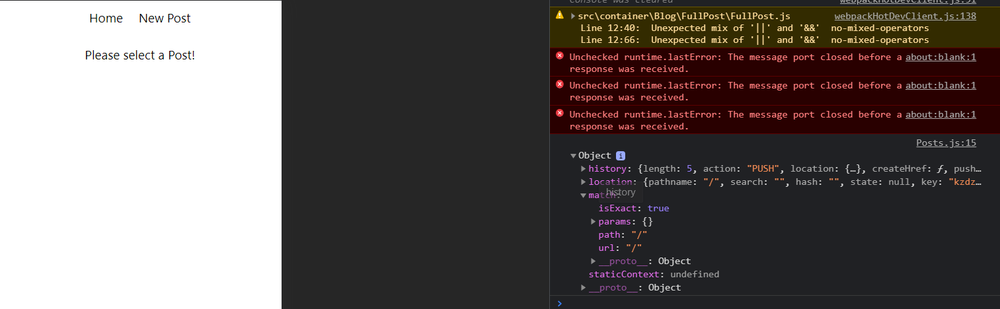 Home New Post
Please select a Post!
console was cleared webpackHotDevClient.js:51
src\container\Blog\FullPost\FullPost.js webpackHotDevClient.js:138
Line 12:40: Unexpected mix of '||' and '&&' no-mixed-operators
Line 12:66: Unexpected mix of '||' and '&&' no-mixed-operators
Unchecked runtime.lastError: The message port closed before a about:blank:1
response was received.
Unchecked runtime.lastError: The message port closed before a about:blank:1
response was received.
Unchecked runtime.lastError: The message port closed before a about:blank:1
response was received.
Posts.js:15
Object i
history: {length: 5, action: "PUSH", location: {…}, createHref: ƒ, push…
location: {pathname: "/", search: "", hash: "", state: null, key: "kzdz…
match:
history
isExact: true
params: {}
path: "/"
url: "/"
__proto__: Object
staticContext: undefined
__proto__: Object